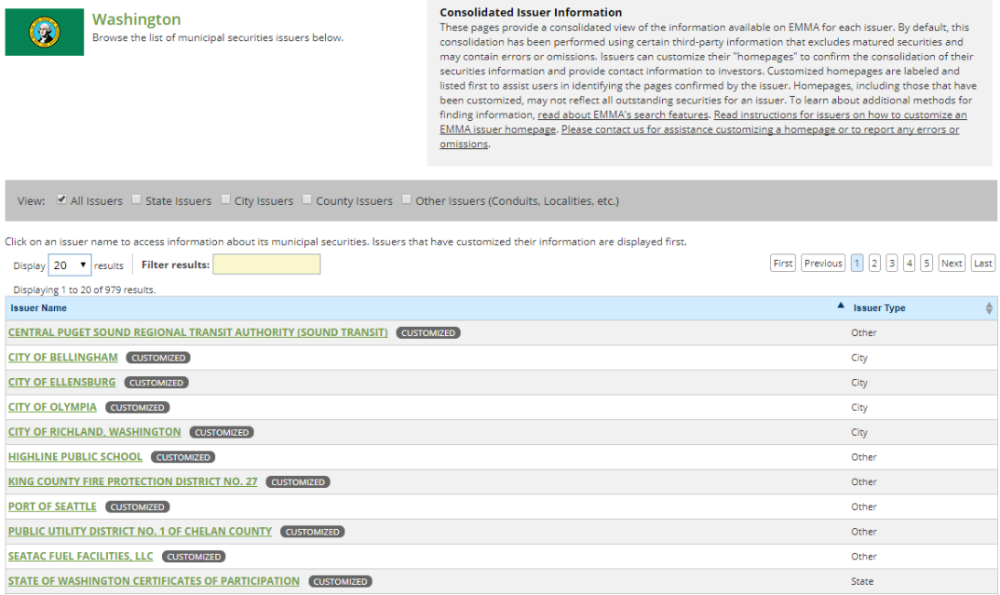 Washington
Browse the list of municipal securities issuers below.
Consolidated Issuer Information
These pages provide a consolidated view of the information available on EMMA for each issuer. By default, this
consolidation has been performed using certain third-party information that excludes matured securities and
may contain errors or omissions. Issuers can customize their "homepages" to confirm the consolidation of their
securities information and provide contact information to investors. Customized homepages are labeled and
listed first to assist users in identifying the pages confirmed by the issuer. Homepages, including those that have
been customized, may not reflect all outstanding securities for an issuer. To learn about additional methods for
finding information, read about EMMA's search features. Read instructions for issuers on how to customize an
EMMA issuer homepage. Please contact us for assistance customizing a homepage or to report any errors or
omissions.
View: All Issuers State Issuers City Issuers County Issuers Other Issuers (Conduits, Localities, etc.)
Click on an issuer name to access information about its municipal securities. Issuers that have customized their information are displayed first.
Display 20 results Filter results: First Previous 1 2 3 4 5 Next Last
Displaying 1 to 20 of 979 results.
Issuer Name Issuer Type
CENTRAL PUGET SOUND REGIONAL TRANSIT AUTHORITY (SOUND TRANSIT) CUSTOMIZED Other
CITY OF BELLINGHAM CUSTOMIZED City
CITY OF ELLENSBURG CUSTOMIZED City
CITY OF OLYMPIA CUSTOMIZED City
CITY OF RICHLAND, WASHINGTON CUSTOMIZED City
HIGHLINE PUBLIC SCHOOL CUSTOMIZED Other
KING COUNTY FIRE PROTECTION DISTRICT NO. 27 CUSTOMIZED Other
PORT OF SEATTLE CUSTOMIZED Other
PUBLIC UTILITY DISTRICT NO. 1 OF CHELAN COUNTY CUSTOMIZED Other
SEATAC FUEL FACILITIES, LLC CUSTOMIZED Other
STATE OF WASHINGTON CERTIFICATES OF PARTICIPATION CUSTOMIZED State